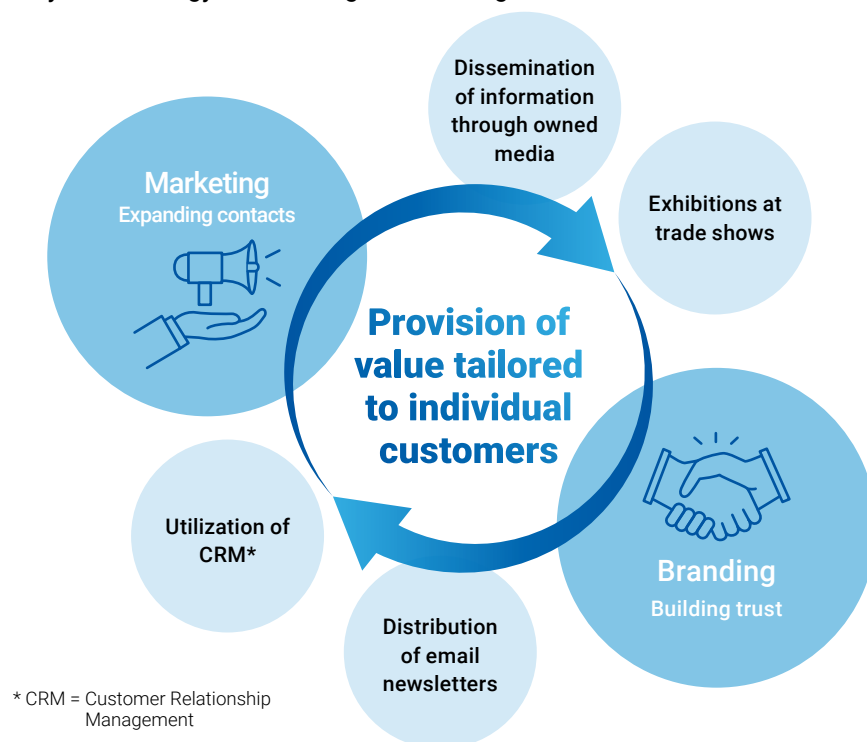 Marketing
Expanding contacts
Dissemination
of information
through owned
media
Exhibitions at
trade shows
Provision of
value tailored
to individual
customers
Branding
Building trust
Distribution
of email
newsletters
Utilization of
CRM*
* CRM = Customer Relationship
Management